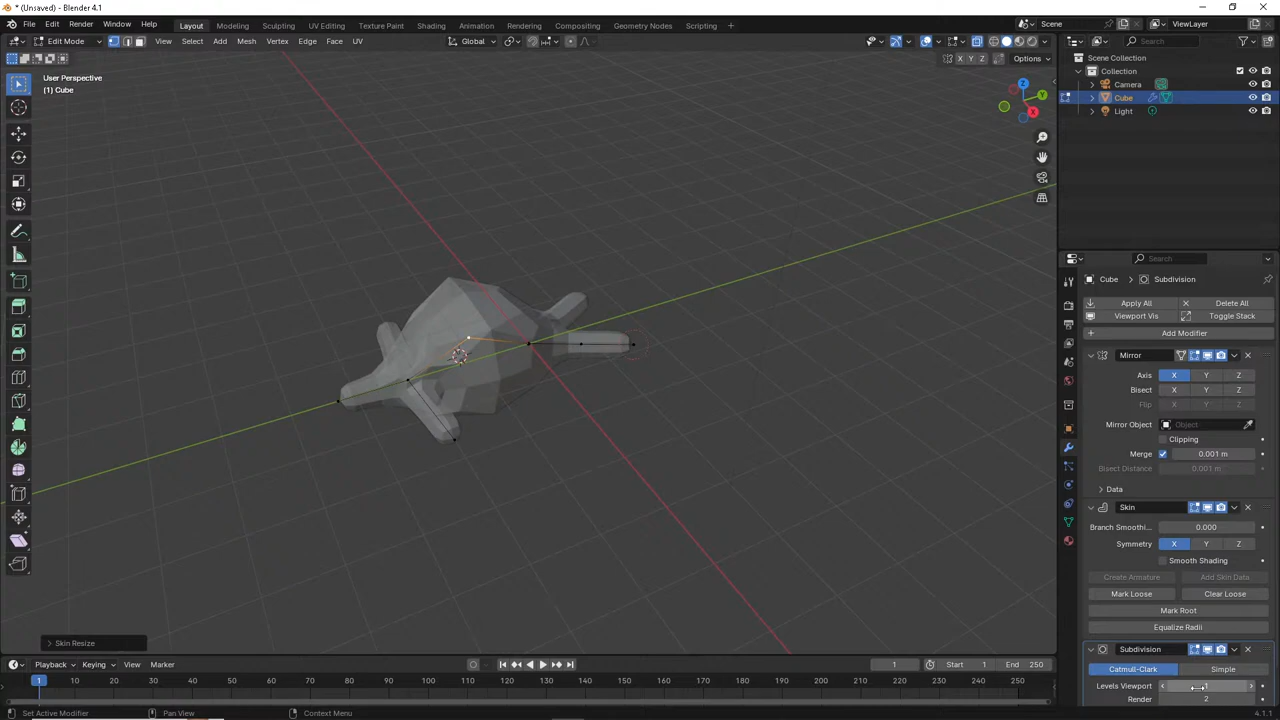 * (Unsaved) - Blender 4.1
File Edit Render Window Help Layout Modeling Sculpting UV Editing Texture Paint Shading Animation Rendering Compositing Geometry Nodes Scripting + Scene ViewLayer
Edit Mode View Select Add Mesh Vertex Edge Face UV Global Search
X Y Z Options
User Perspective
(1) Cube
Scene Collection
Collection
Camera
Cube
Light
Z
Y
X
Search
Cube Subdivision
Apply All Delete All
Viewport Vis Toggle Stack
Add Modifier
Mirror
Axis X Y Z
Bisect X Y Z
Flip X Y Z
Mirror Object Object
Clipping
Merge 0.001 m
Bisect Distance 0.001 m
Data
Skin
Branch Smoothi... 0.000
Symmetry X Y Z
Smooth Shading
Create Armature Add Skin Data
Mark Loose Clear Loose
Mark Root
Equalize Radii
Subdivision
Catmull-Clark Simple
Levels Viewport 1
Render 2
Skin Resize
Playback Keying View Marker 1 Start 1 End 250
1 10 20 30 40 50 60 70 80 90 100 110 120 130 140 150 160 170 180 190 200 210 220 230 240 250
Set Active Modifier Pan View Context Menu 4.1.1